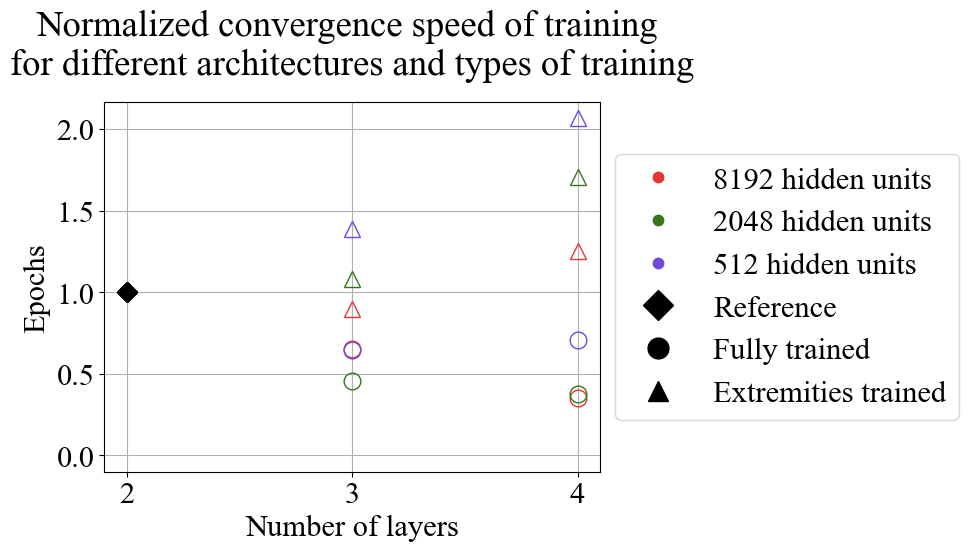 Normalized convergence speed of training
for different architectures and types of training
Epochs
2.0
1.5
1.0
0.5
0.0
2
3
4
Number of layers
8192 hidden units
2048 hidden units
512 hidden units
Reference
Fully trained
Extremities trained